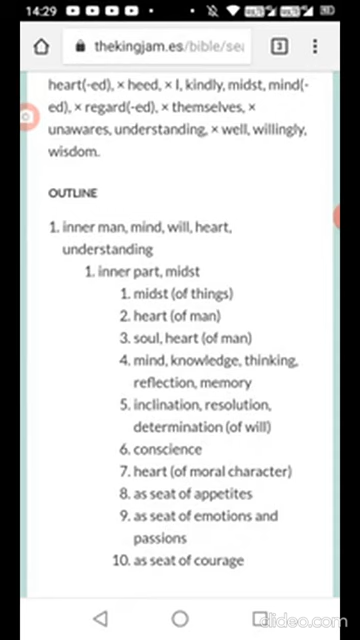 14:29
3
thekingjam.es/bible/sea
heart(-ed), × heed, × I, kindly, midst, mind(-
ed), × regard(-ed), × themselves, ×
unawares, understanding, × well, willingly,
wisdom.
OUTLINE
1. inner man, mind, will, heart,
understanding
1. inner part, midst
1. midst (of things)
2. heart (of man)
3. soul, heart (of man)
4. mind, knowledge, thinking,
reflection, memory
5. inclination, resolution,
determination (of will)
6. conscience
7. heart (of moral character)
8. as seat of appetites
9. as seat of emotions and
passions
10. as seat of courage
clideo.com